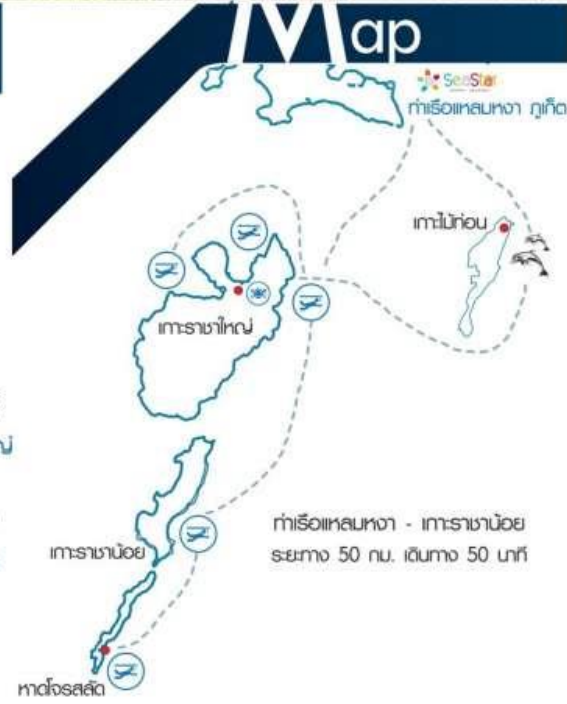 Map
SeaStar
ท่าเรือแหลมหงา ภูเก็ต
เกาะไม้ท่อน
เกาะราชาใหญ่
ท่าเรือแหลมหงา - เกาะราชาน้อย
ระยะทาง 50 กม. เดินทาง 50 นาที
เกาะราชาน้อย
หาดโจรสลัด